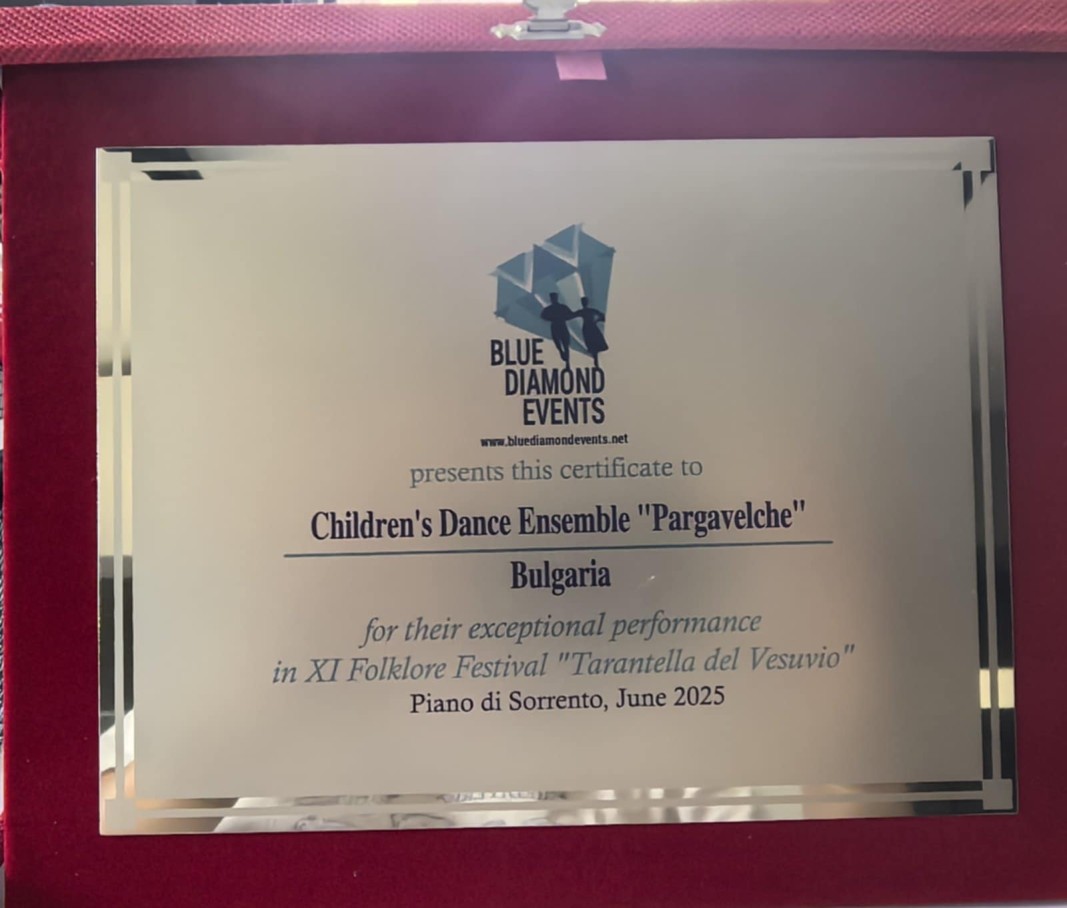 BLUE
DIAMOND
EVENTS
www.bluediamondevents.net
presents this certificate to
Children's Dance Ensemble "Pargavelche"
Bulgaria
for their exceptional performance
in XI Folklore Festival "Tarantella del Vesuvio"
Piano di Sorrento, June 2025